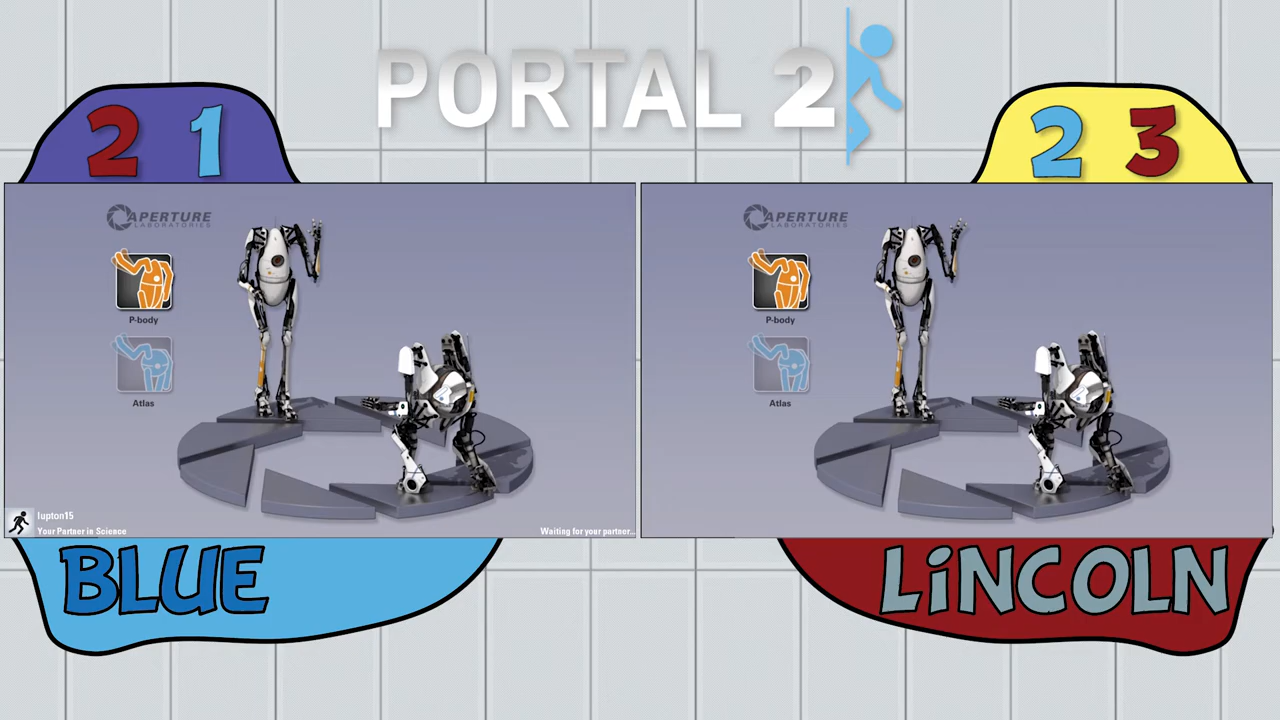 PORTAL 2
2 1
2 3
APERTURE
LABORATORIES
P-body
Atlas
lupton15
Your Partner in Science
Waiting for your partner...
APERTURE
LABORATORIES
P-body
Atlas
BLUE
LiNCOLN